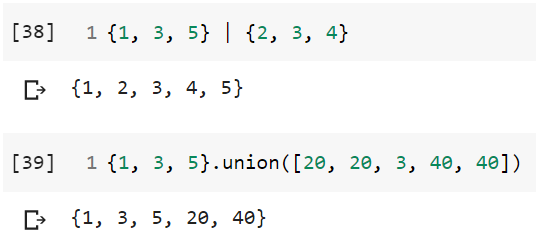 [38] 1 {1, 3, 5} | {2, 3, 4}
{1, 2, 3, 4, 5}
[39] 1 {1, 3, 5}.union([20, 20, 3, 40, 40])
{1, 3, 5, 20, 40}